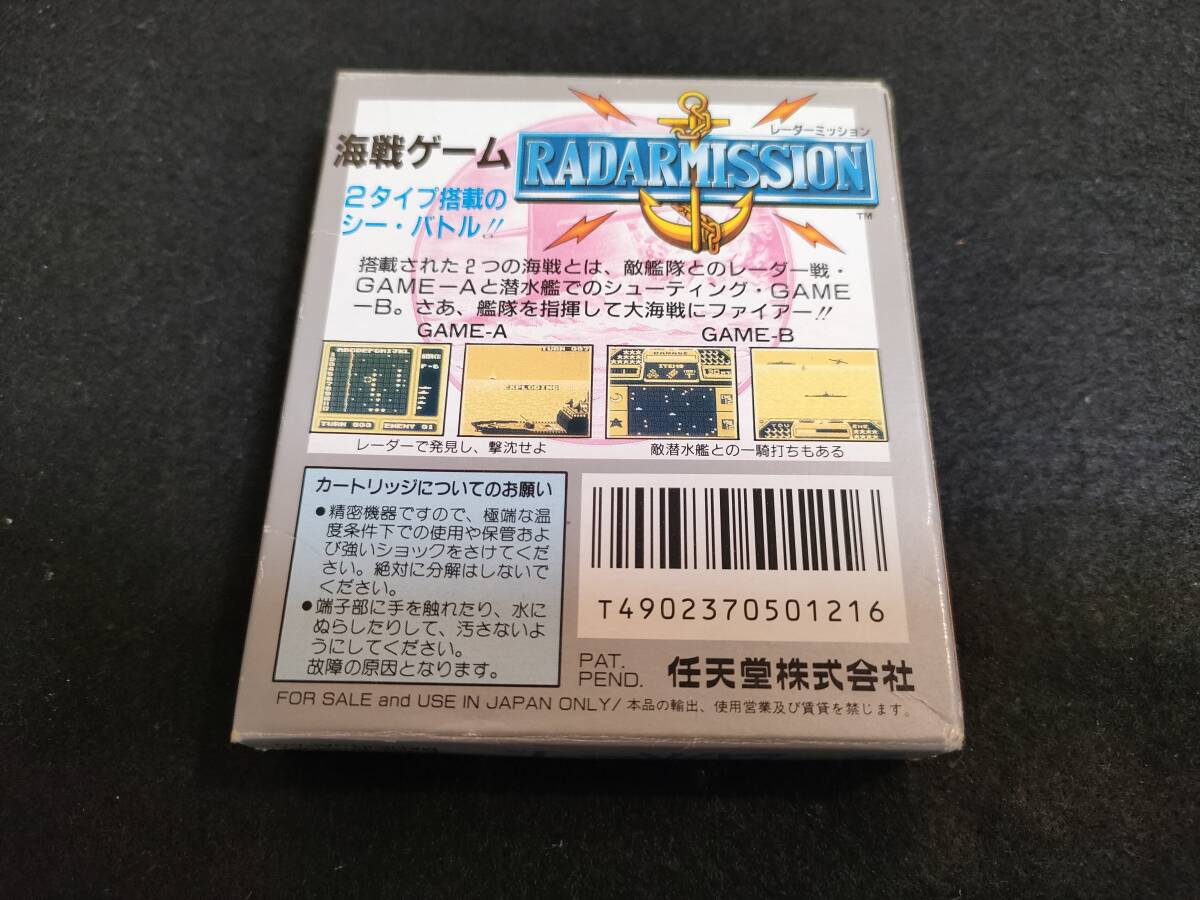 レーダーミッション
海戦ゲーム
RADARMISSION
TM
2タイプ搭載の
シー・バトル!!
搭載された2つの海戦とは、敵艦隊とのレーダー戦・
GAME-Aと潜水艦でのシューティング・GAME
-B。さあ、艦隊を指揮して大海戦にファイアー!!
GAME-A
GAME-B
ABCDEFGHIJKL
F-6
TURN 000 ENEMY 01
TURN 007
EXPLODING
DAMAGE
ITEMS
YOU
ENE
レーダーで発見し、撃沈せよ
敵潜水艦との一騎打ちもある
カートリッジについてのお願い
●精密機器ですので、極端な温
度条件下での使用や保管およ
び強いショックをさけてくだ
さい。絶対に分解はしないで
ください。
●端子部に手を触れたり、水に
ぬらしたりして、汚さないよ
うにしてください。
故障の原因となります。
T4902370501216
PAT.
PEND.
任天堂株式会社
FOR SALE and USE IN JAPAN ONLY/本品の輸出、使用営業及び賃貸を禁じます。